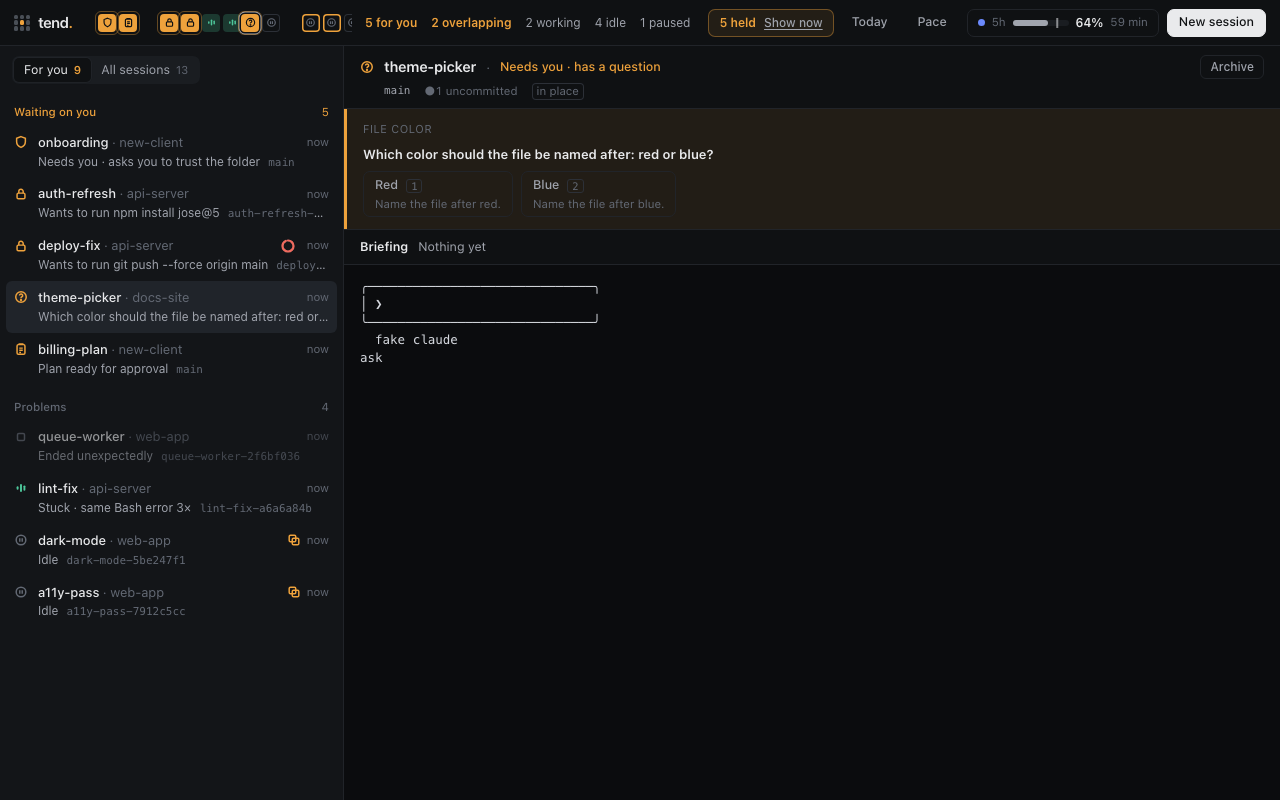 tend. 5 for you 2 overlapping 2 working 4 idle 1 paused 5 held Show now Today Pace 5h 64% 59 min New session
For you 9 All sessions 13
Waiting on you 5
onboarding · new-client now
Needs you · asks you to trust the folder main
auth-refresh · api-server now
Wants to run npm install jose@5 auth-refresh-…
deploy-fix · api-server now
Wants to run git push --force origin main deploy…
theme-picker · docs-site now
Which color should the file be named after: red or…
billing-plan · new-client now
Plan ready for approval main
Problems 4
queue-worker · web-app now
Ended unexpectedly queue-worker-2f6bf036
lint-fix · api-server now
Stuck · same Bash error 3× lint-fix-a6a6a84b
dark-mode · web-app now
Idle dark-mode-5be247f1
a11y-pass · web-app now
Idle a11y-pass-7912c5cc
theme-picker · Needs you · has a question Archive
main 1 uncommitted in place
FILE COLOR
Which color should the file be named after: red or blue?
Red 1 Blue 2
Name the file after red. Name the file after blue.
Briefing Nothing yet
❯
fake claude
ask